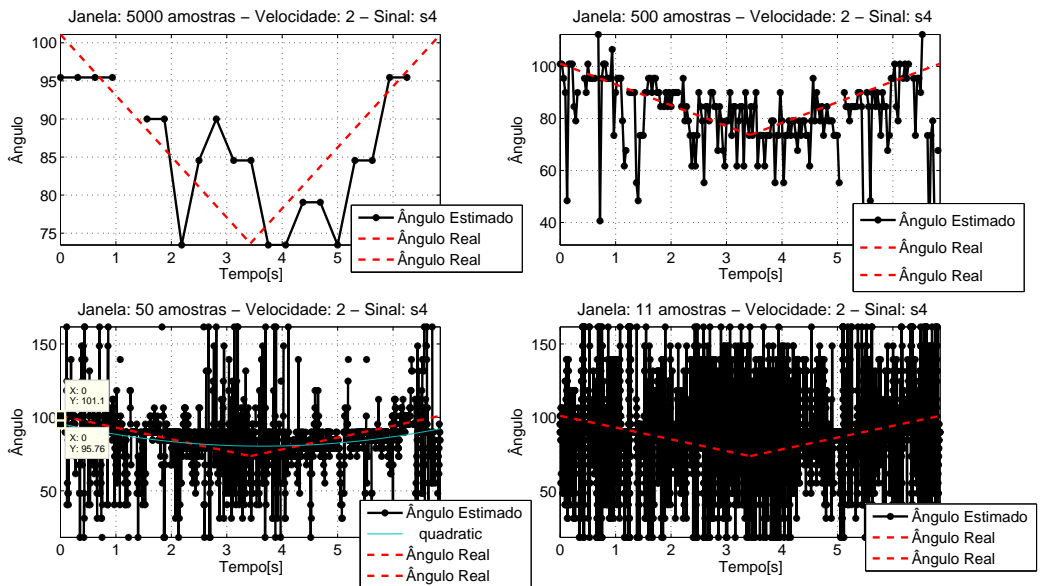 Janela: 5000 amostras − Velocidade: 2 − Sinal: s4
100
95
90
85
80
75
0
1
2
3
4
5
Ângulo
Tempo[s]
Ângulo Estimado
Ângulo Real
Ângulo Real
Janela: 500 amostras − Velocidade: 2 − Sinal: s4
100
80
60
40
0
1
2
3
4
5
Ângulo
Tempo[s]
Ângulo Estimado
Ângulo Real
Ângulo Real
Janela: 50 amostras − Velocidade: 2 − Sinal: s4
150
100
50
0
1
2
3
4
5
Ângulo
Tempo[s]
X: 0
Y: 101.1
X: 0
Y: 95.76
Ângulo Estimado
quadratic
Ângulo Real
Ângulo Real
Janela: 11 amostras − Velocidade: 2 − Sinal: s4
150
100
50
0
1
2
3
4
5
Ângulo
Tempo[s]
Ângulo Estimado
Ângulo Real
Ângulo Real